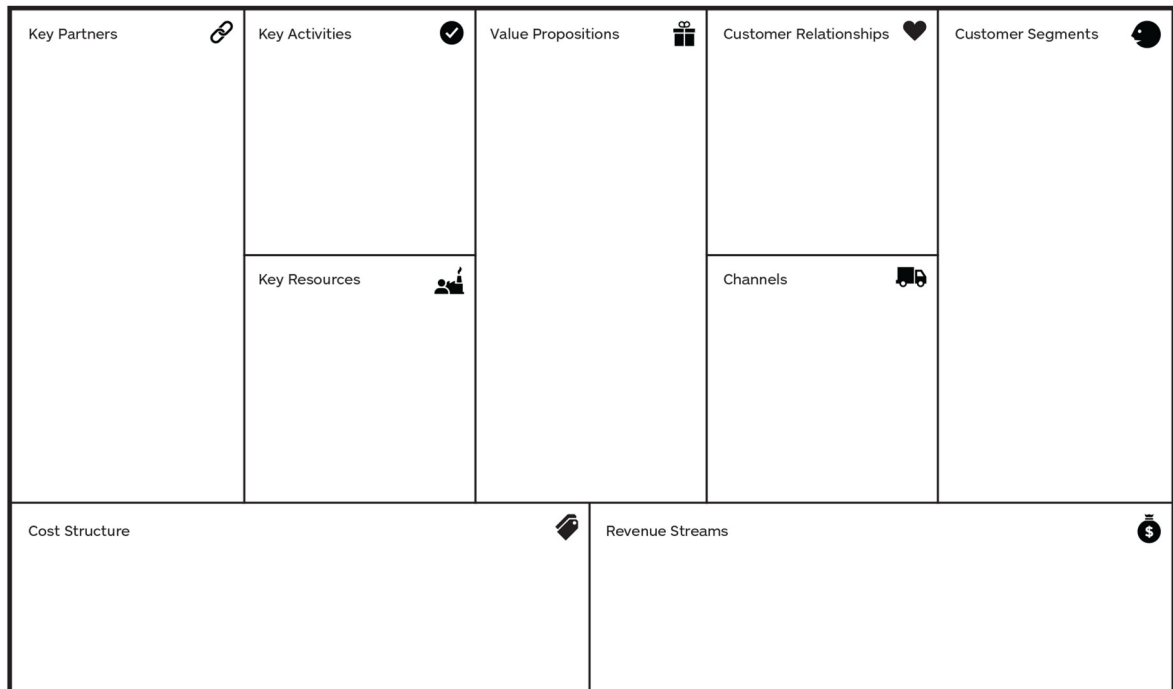 Key Partners
Key Activities
Value Propositions
Customer Relationships
Customer Segments
Key Resources
Channels
Cost Structure
Revenue Streams
$